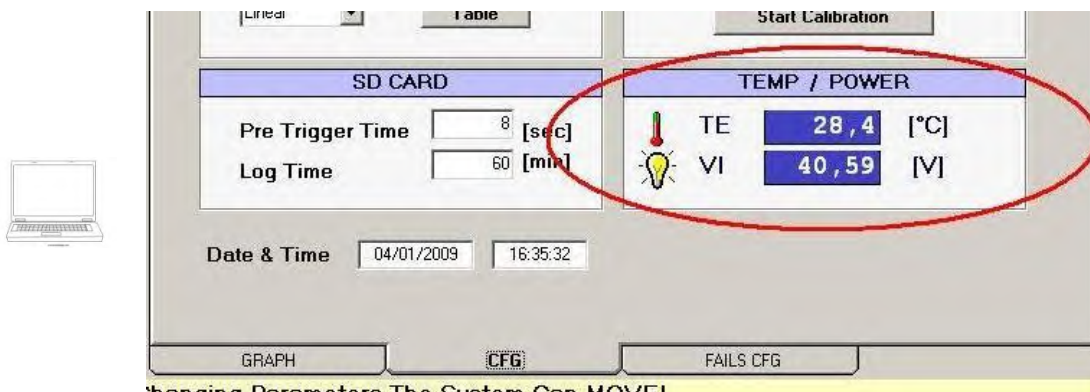 Linear Table
Start Calibration
SD CARD
Pre Trigger Time 8 [sec]
Log Time 60 [min]
TEMP / POWER
TE 28,4 [°C]
VI 40,59 [V]
Date & Time 04/01/2009 16:35:32
GRAPH CFG FAILS CFG
Changing Parameters The System Can MOVE!